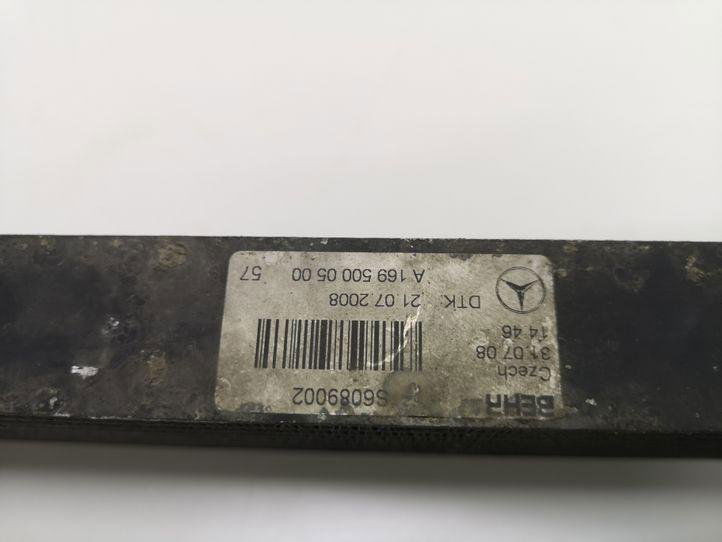 BEHR S6089002
Czech
31.07.08
14 46
DTK 21.07.2008
A 169 500 05 00 57